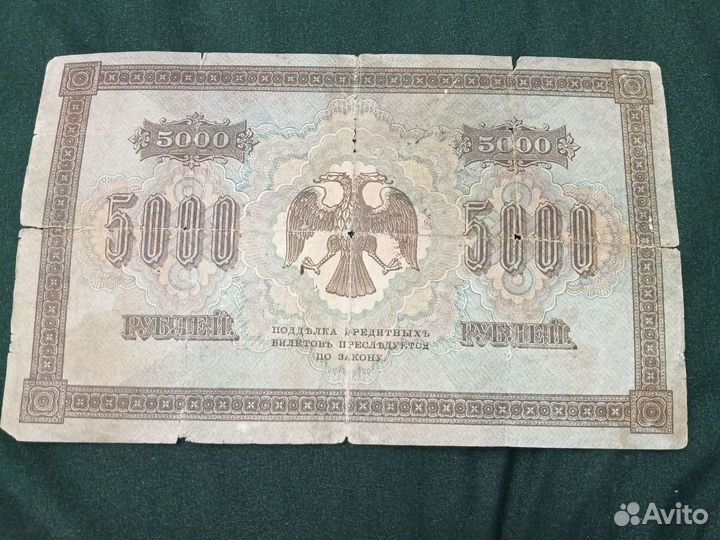 5000 5000
5000 5000
РУБЛЕЙ. РУБЛЕЙ.
ПОДДѢЛКА КРЕДИТНЫХЪ
БИЛЕТОВЪ ПРЕСЛѢДУЕТСЯ
ПО ЗАКОНУ
Avito